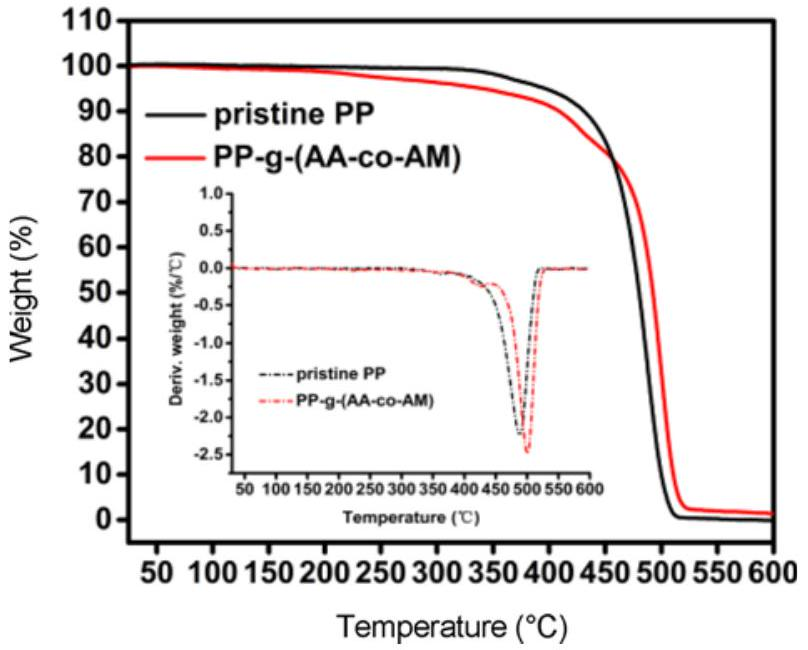 110
100
90
80
70
60
50
40
30
20
10
0
Weight (%)
pristine PP
PP-g-(AA-co-AM)
1.0
0.5
0.0
-0.5
-1.0
-1.5
-2.0
-2.5
Deriv. weight (%/℃)
pristine PP
PP-g-(AA-co-AM)
50 100 150 200 250 300 350 400 450 500 550 600
Temperature (℃)
50 100 150 200 250 300 350 400 450 500 550 600
Temperature (°C)